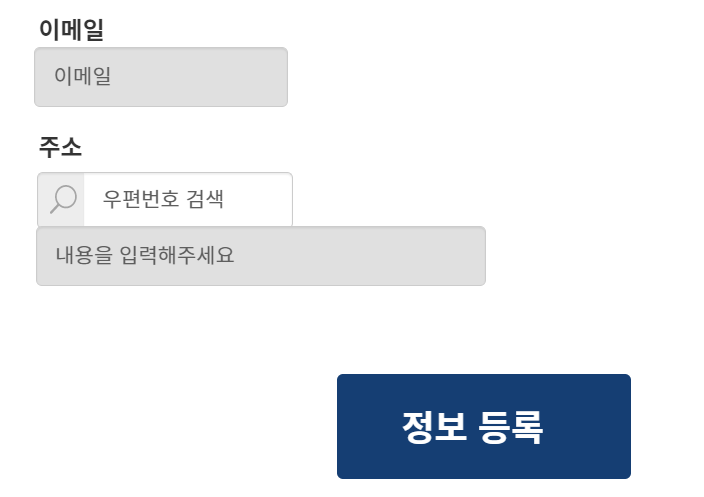 이메일
이메일
주소
우편번호 검색
내용을 입력해주세요
정보 등록